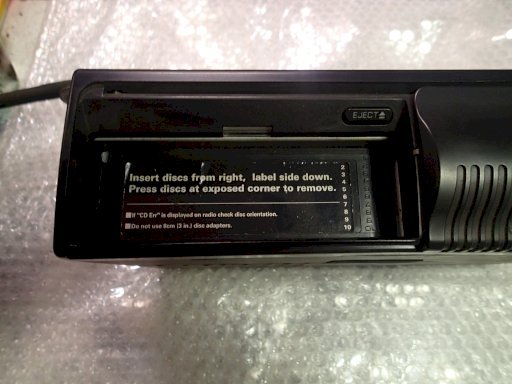 EJECT
Insert discs from right, label side down.
Press discs at exposed corner to remove.
If "CD Err" is displayed on radio check disc orientation.
Do not use 8cm (3 in.) disc adapters.
2
3
4
5
6
7
8
9
10